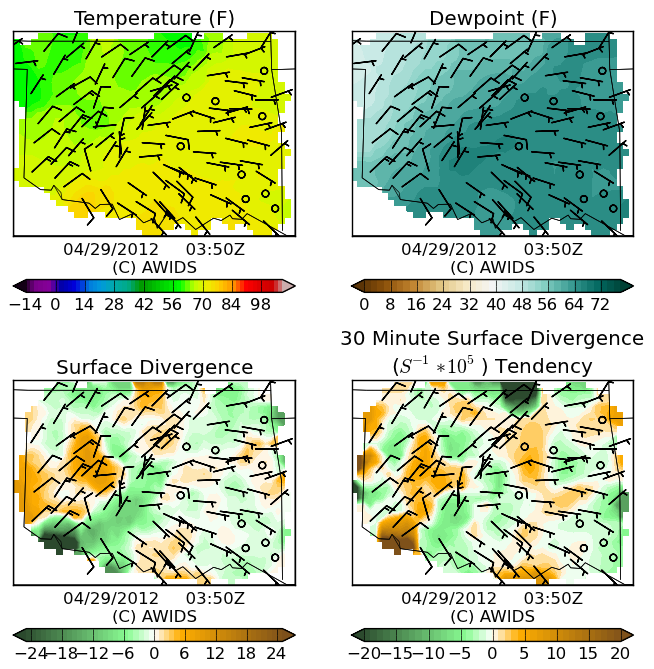 Temperature (F)
Dewpoint (F)
04/29/2012 03:50Z
(C) AWIDS
04/29/2012 03:50Z
(C) AWIDS
−14 0 14 28 42 56 70 84 98
0 8 16 24 32 40 48 56 64 72
Surface Divergence
30 Minute Surface Divergence
(S⁻¹ *10⁵ ) Tendency
04/29/2012 03:50Z
(C) AWIDS
04/29/2012 03:50Z
(C) AWIDS
−24 −18 −12 −6 0 6 12 18 24
−20 −15 −10 −5 0 5 10 15 20